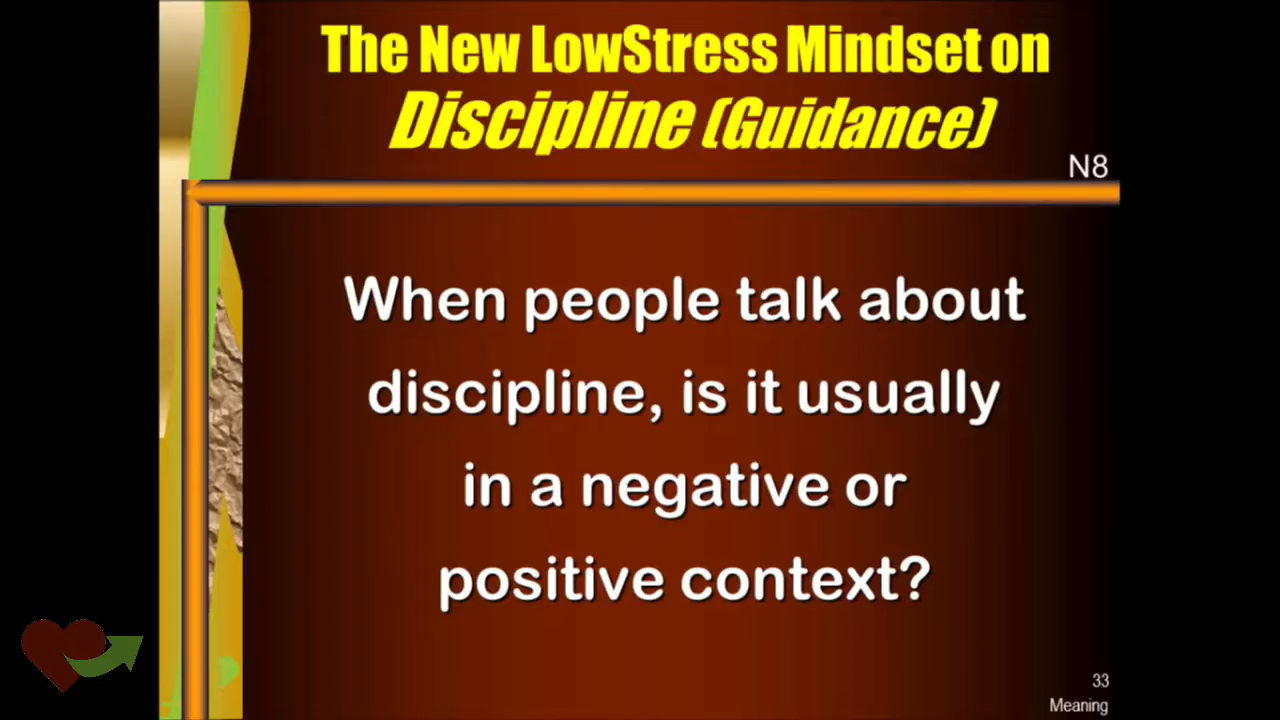 The New LowStress Mindset on
Discipline (Guidance)
N8
When people talk about
discipline, is it usually
in a negative or
positive context?
33
Meaning